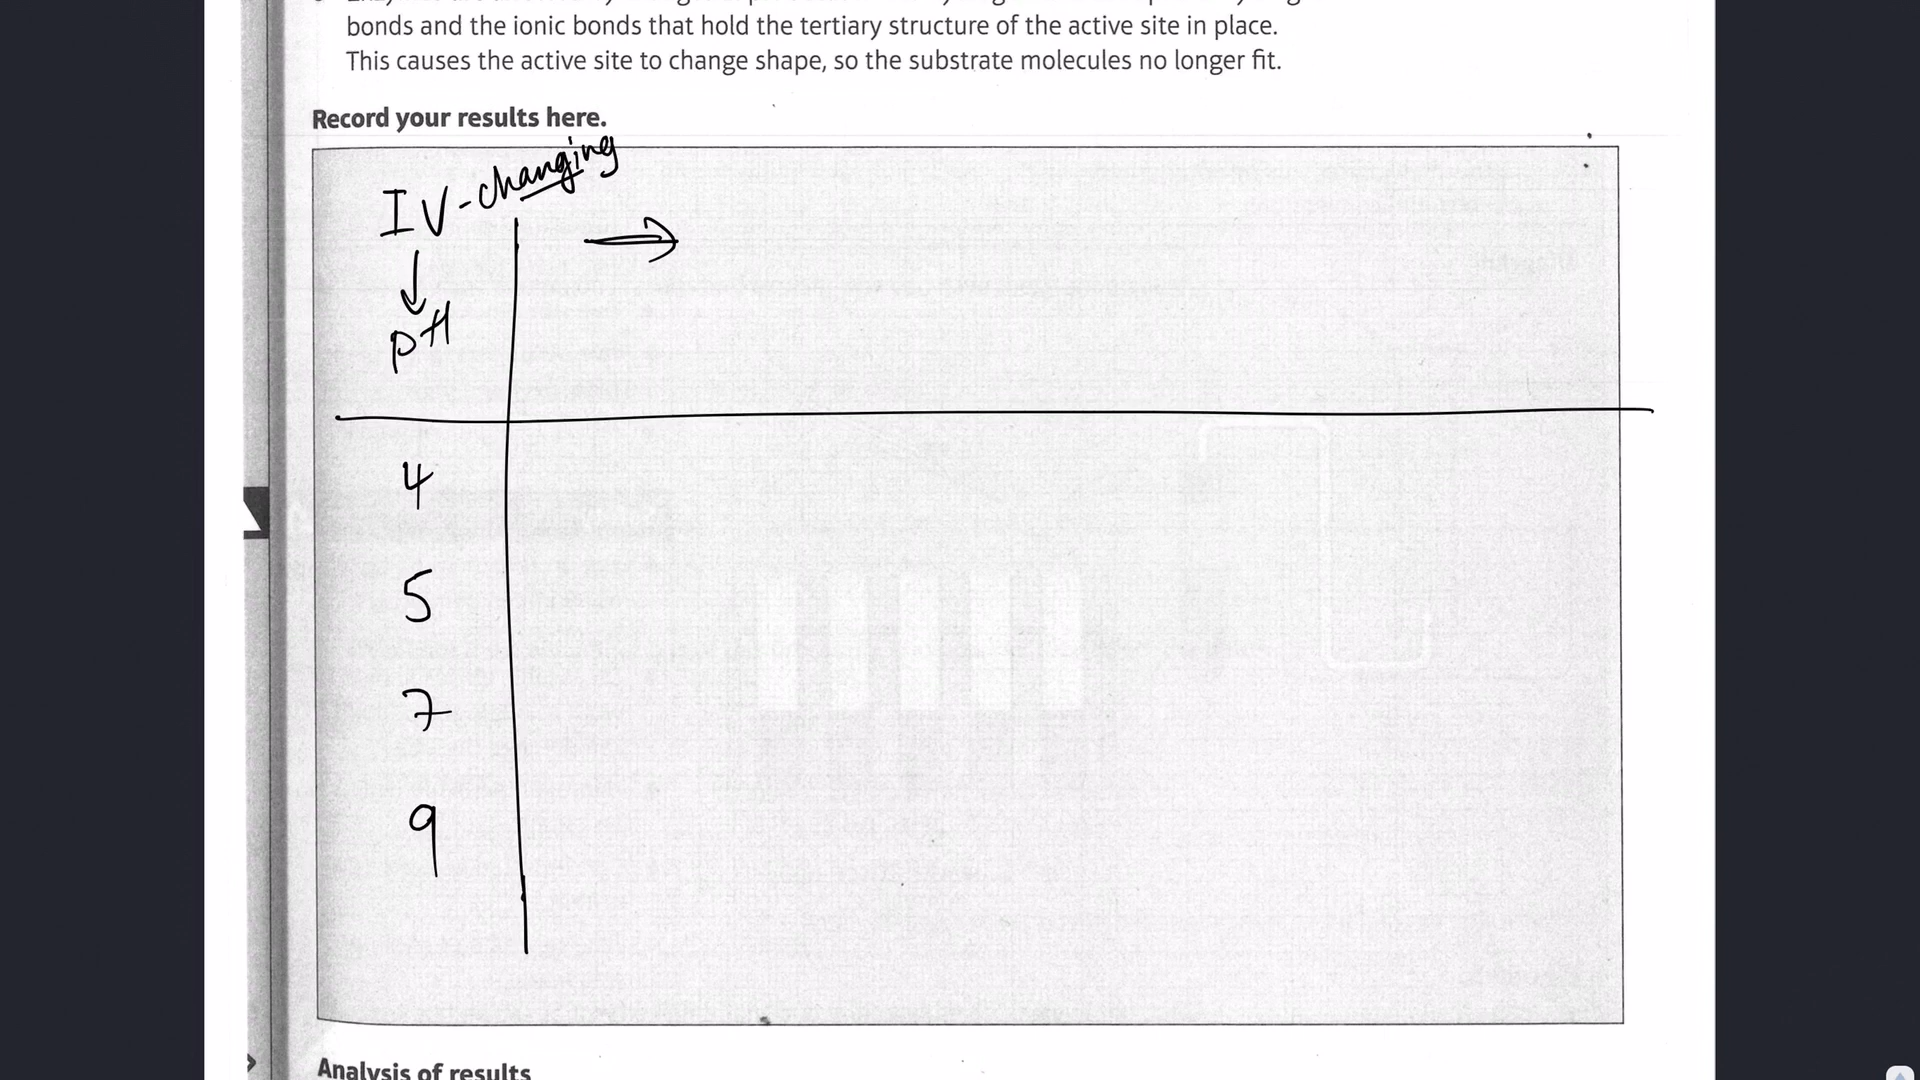 bonds and the ionic bonds that hold the tertiary structure of the active site in place.
This causes the active site to change shape, so the substrate molecules no longer fit.
Record your results here.
IV-changing
pH
4
5
7
9
Analysis of results